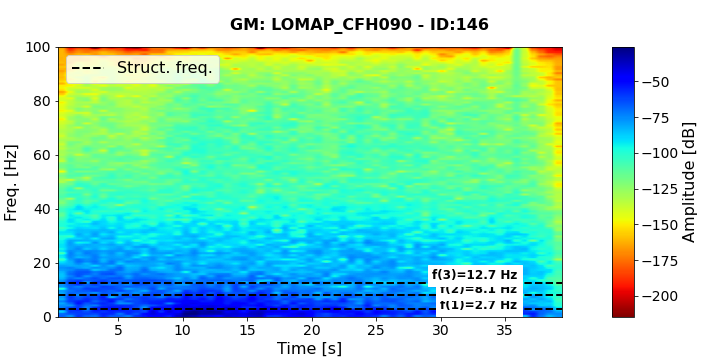 GM: LOMAP_CFH090 - ID:146
Freq. [Hz]
100
80
60
40
20
0
Struct. freq.
f(3)=12.7 Hz
f(2)=8.1 Hz
f(1)=2.7 Hz
5 10 15 20 25 30 35
Time [s]
−50
−75
−100
−125
−150
−175
−200
Amplitude [dB]